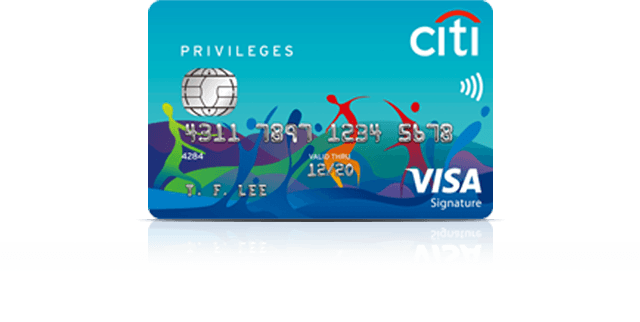 PRIVILEGES
citi
4311 7897 1234 5678
4284
VALID THRU
12/20
T. F. LEE
VISA
Signature